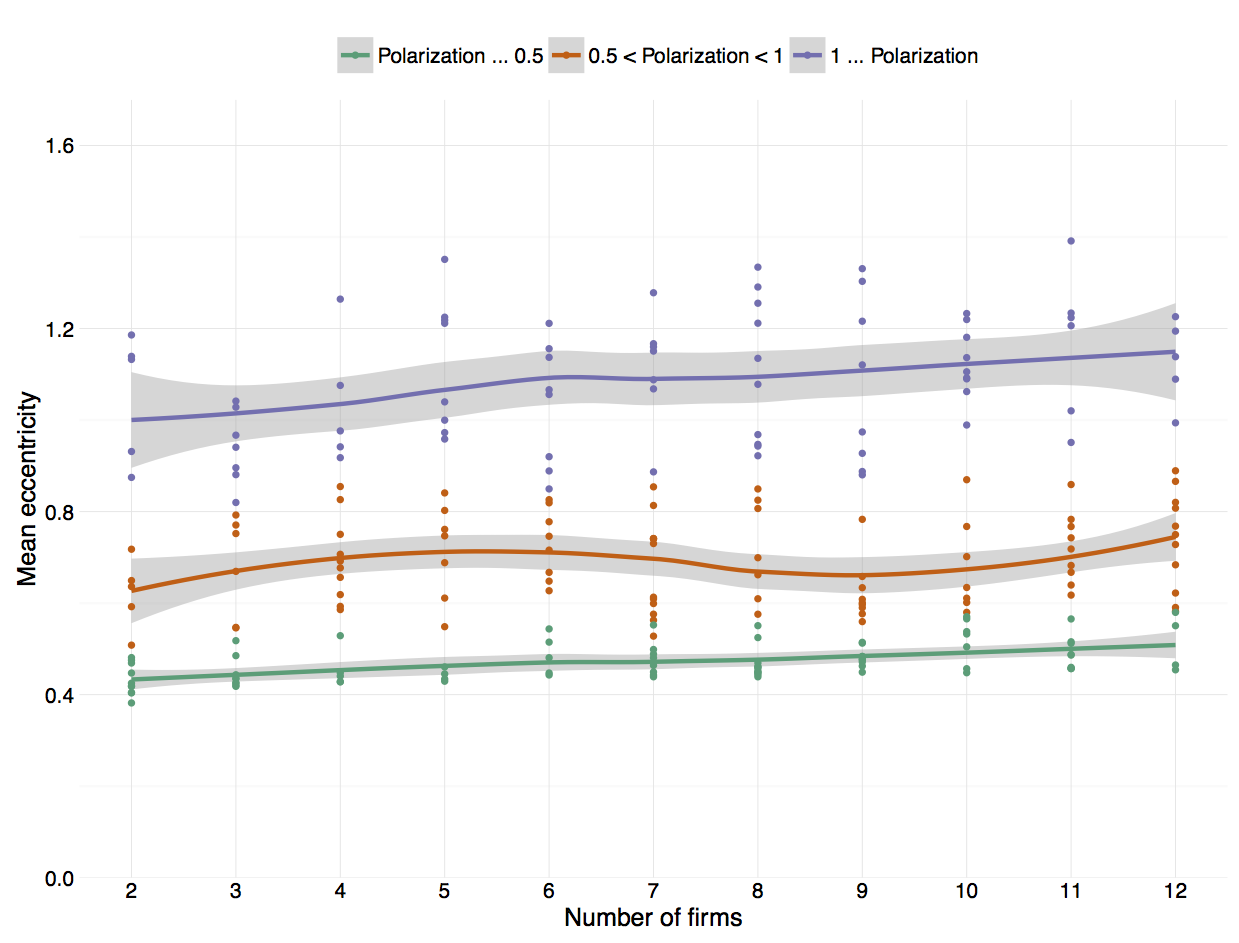 Polarization ... 0.5 0.5 < Polarization < 1 1 ... Polarization
1.6
1.2
0.8
0.4
0.0
Mean eccentricity
2 3 4 5 6 7 8 9 10 11 12
Number of firms